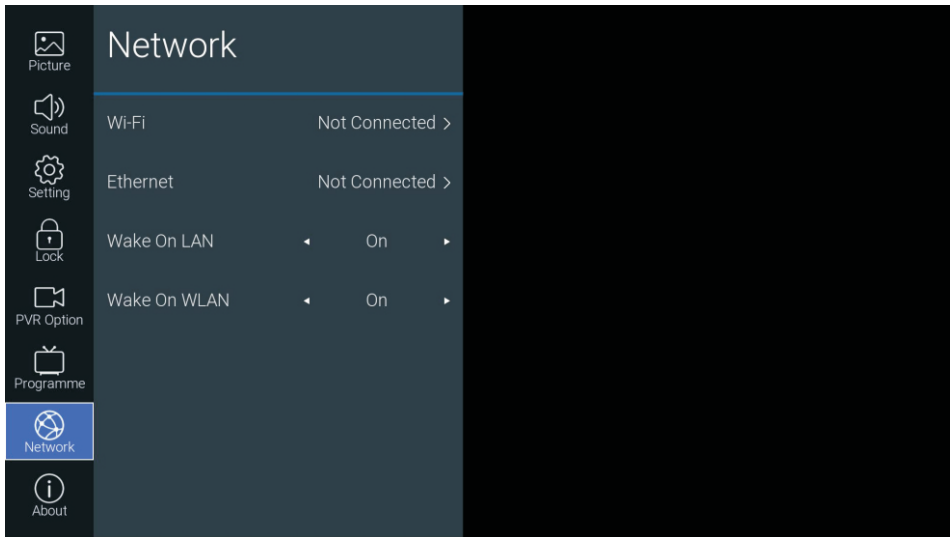 Picture
Sound
Setting
Lock
PVR Option
Programme
Network
About
Network
Wi-Fi Not Connected
Ethernet Not Connected
Wake On LAN On
Wake On WLAN On